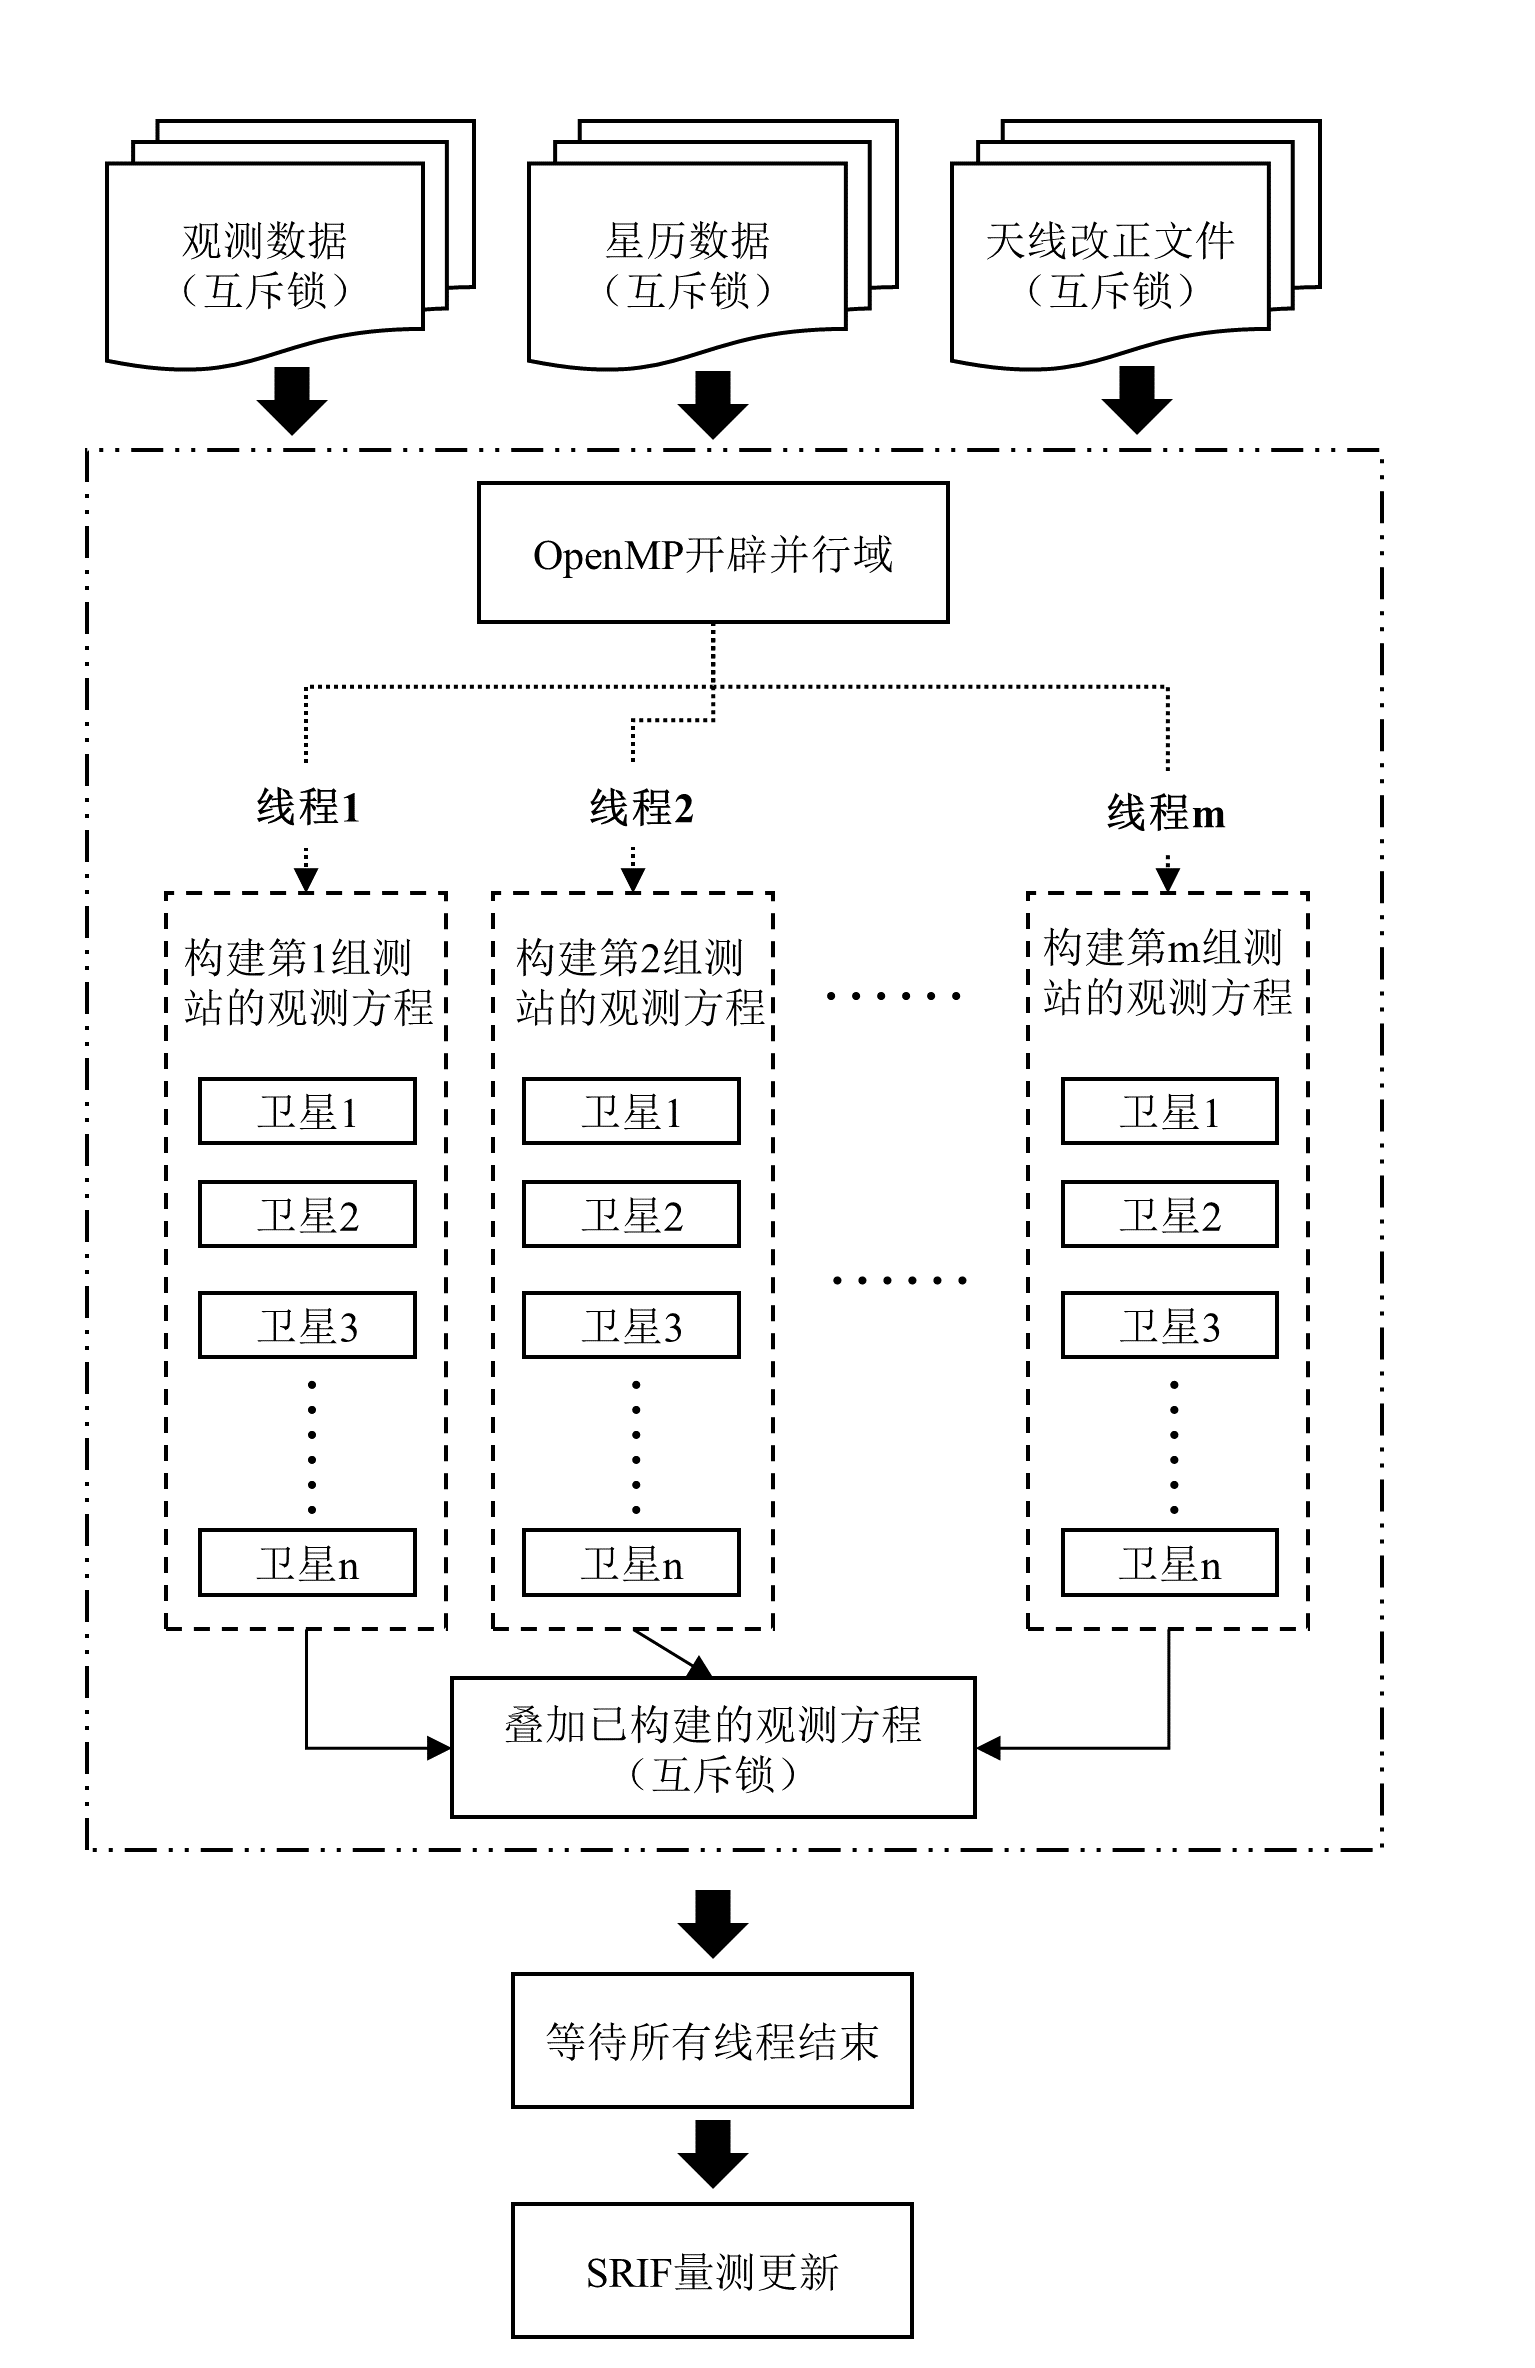 观测数据
（互斥锁）
星历数据
（互斥锁）
天线改正文件
（互斥锁）
OpenMP开辟并行域
线程1
线程2
线程m
构建第1组测
站的观测方程
构建第2组测
站的观测方程
······
构建第m组测
站的观测方程
卫星1
卫星1
卫星1
卫星2
卫星2
卫星2
······
卫星3
卫星3
卫星3
卫星n
卫星n
卫星n
叠加已构建的观测方程
（互斥锁）
等待所有线程结束
SRIF量测更新